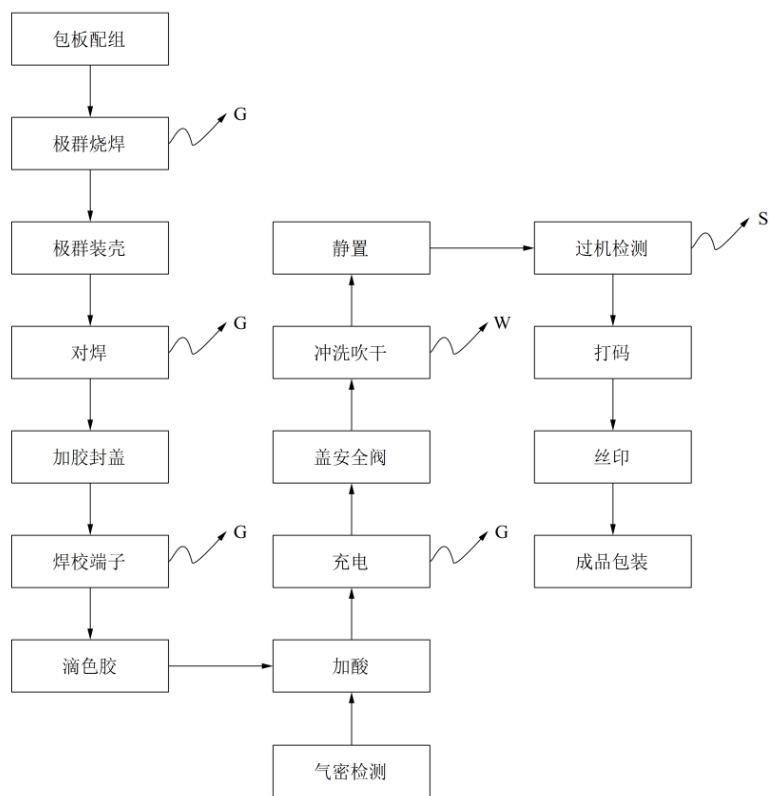 包板配组
极群烧焊
G
极群装壳
对焊
G
加胶封盖
焊校端子
G
滴色胶
气密检测
加酸
充电
G
盖安全阀
冲洗吹干
W
静置
过机检测
S
打码
丝印
成品包装